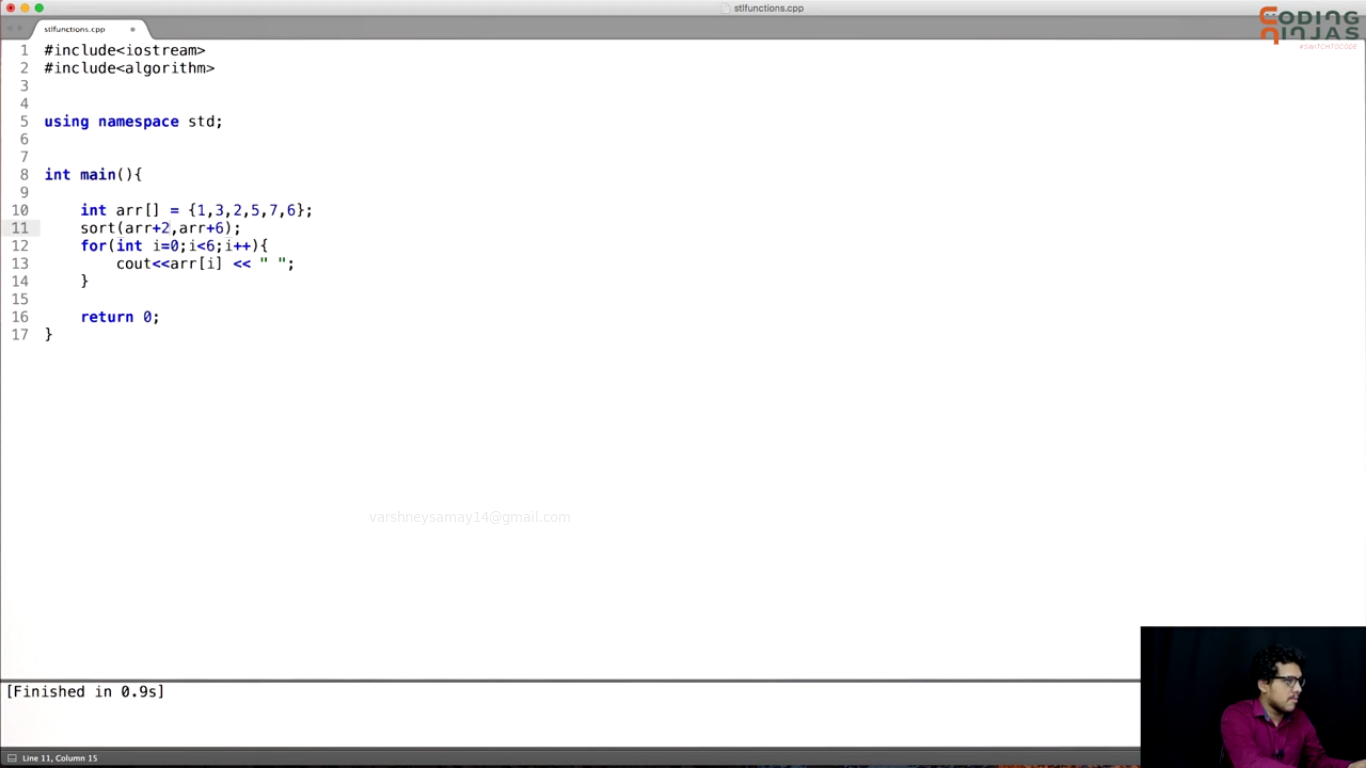 stlfunctions.cpp
stlfunctions.cpp
CODING
NINJAS
#SWITCHTOCODE
1 #include<iostream>
2 #include<algorithm>
3
4
5 using namespace std;
6
7
8 int main(){
9
10 int arr[] = {1,3,2,5,7,6};
11 sort(arr+2,arr+6);
12 for(int i=0;i<6;i++){
13 cout<<arr[i] << " ";
14 }
15
16 return 0;
17 }
varshneysamay14@gmail.com
[Finished in 0.9s]
Line 11, Column 15